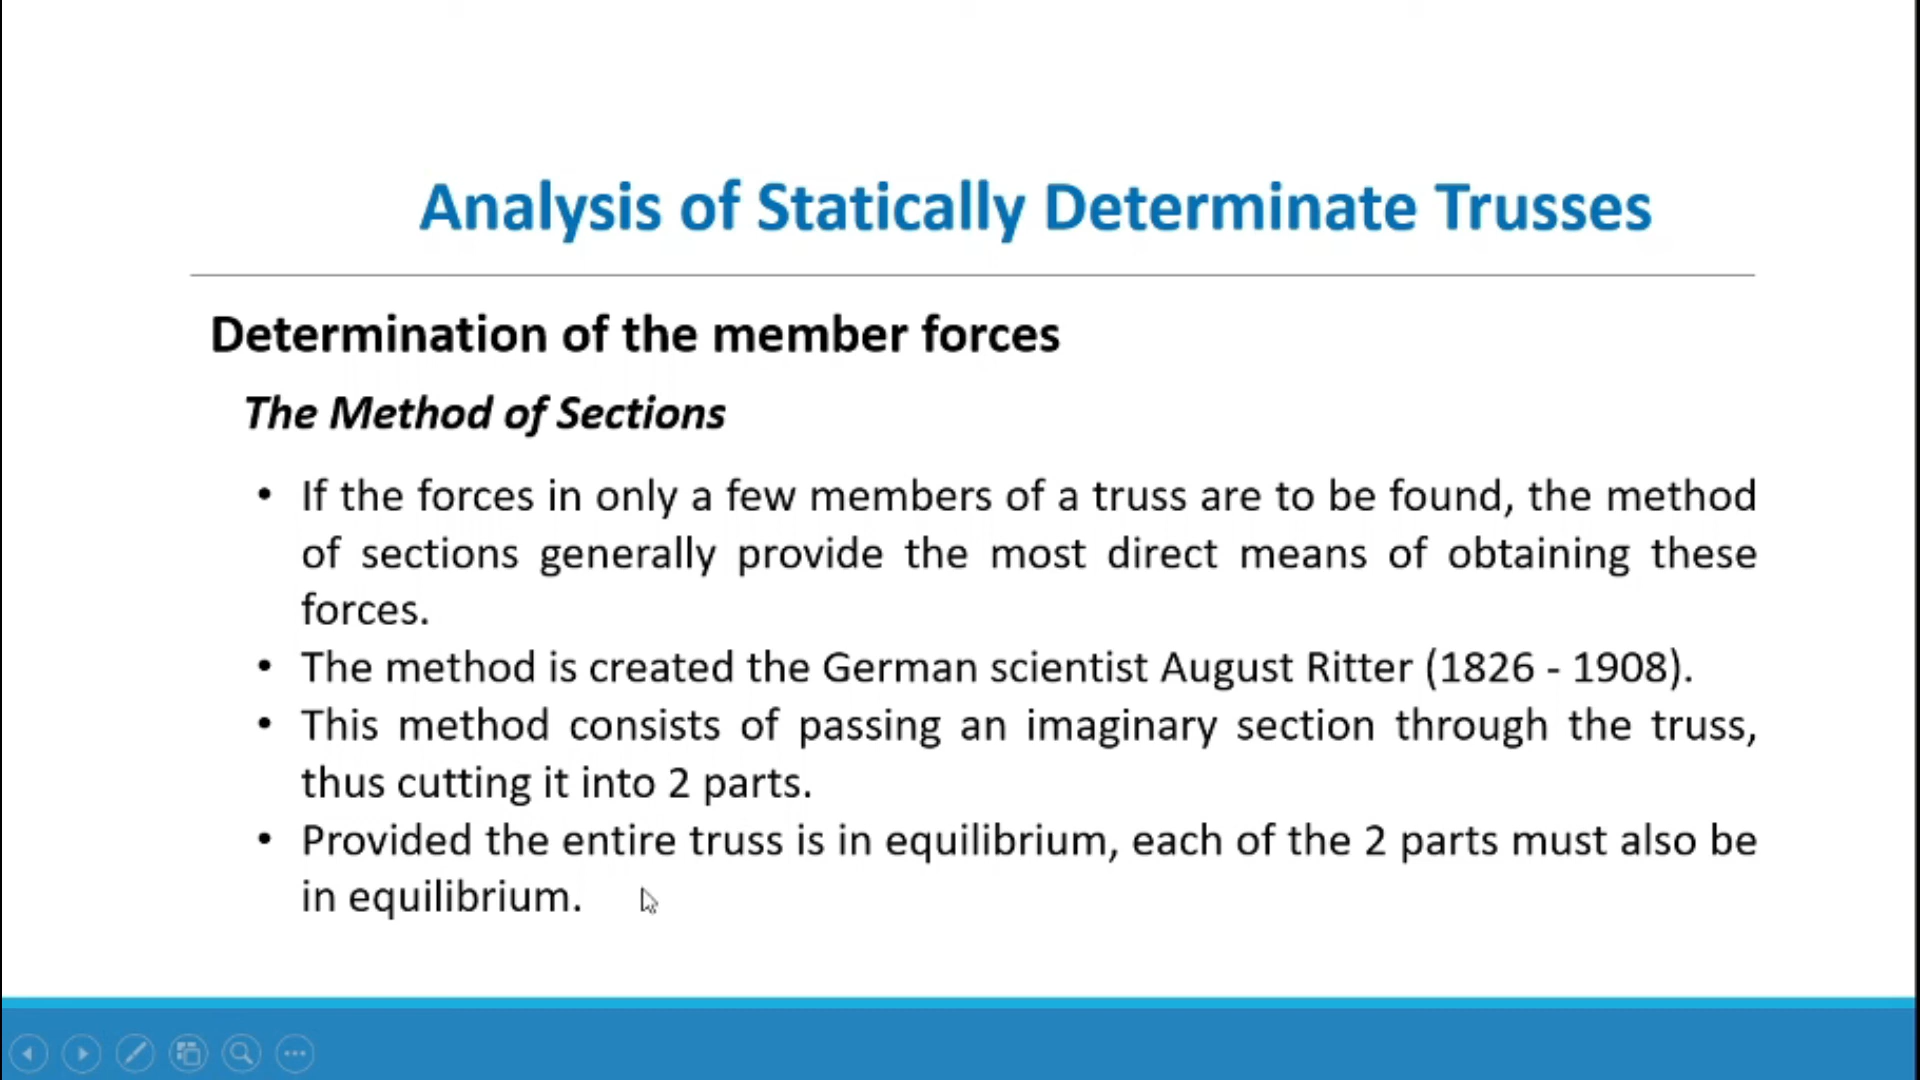 Analysis of Statically Determinate Trusses
Determination of the member forces
The Method of Sections
• If the forces in only a few members of a truss are to be found, the method
of sections generally provide the most direct means of obtaining these
forces.
• The method is created the German scientist August Ritter (1826 - 1908).
• This method consists of passing an imaginary section through the truss,
thus cutting it into 2 parts.
• Provided the entire truss is in equilibrium, each of the 2 parts must also be
in equilibrium.